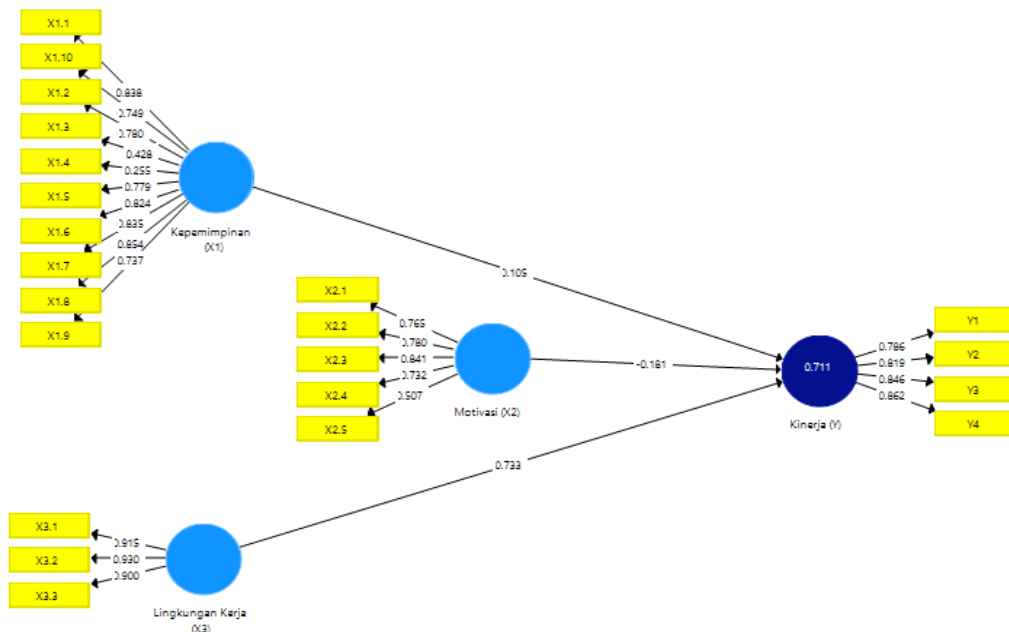 X1.1
X1.10
X1.2
X1.3
X1.4
X1.5
X1.6
X1.7
X1.8
X1.9
0.838
0.749
0.780
0.428
0.255
0.779
0.824
0.835
0.854
0.737
Kepemimpinan
(X1)
0.105
X2.1
X2.2
X2.3
X2.4
X2.5
0.765
0.780
0.841
0.732
0.507
Motivasi (X2)
-0.181
0.711
Kinerja (Y)
0.786
0.819
0.846
0.862
Y1
Y2
Y3
Y4
0.733
X3.1
X3.2
X3.3
0.915
0.930
0.900
Lingkungan Kerja
(X3)